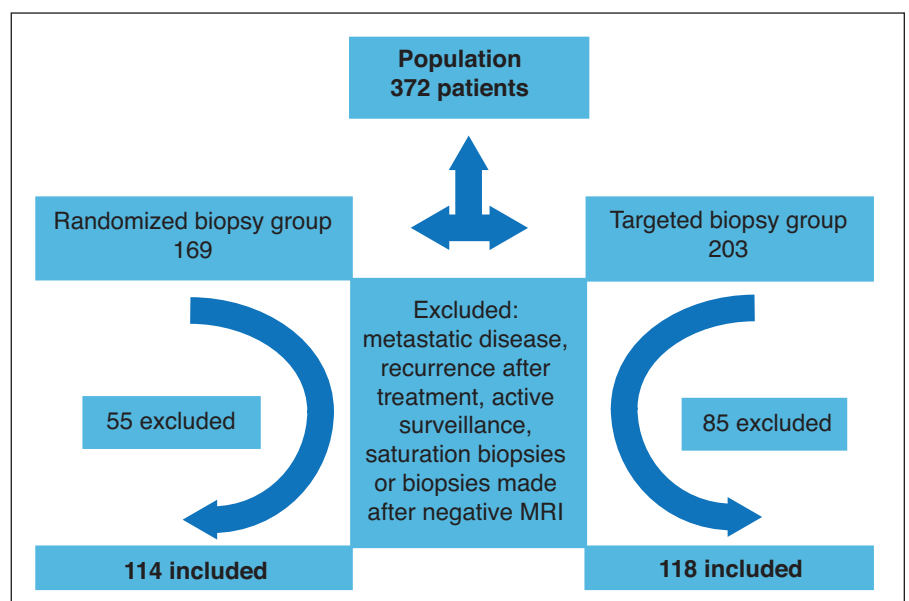 Population
372 patients
Randomized biopsy group
169
Targeted biopsy group
203
Excluded:
metastatic disease,
recurrence after
treatment, active
surveillance,
saturation biopsies
or biopsies made
after negative MRI
55 excluded
85 excluded
114 included
118 included